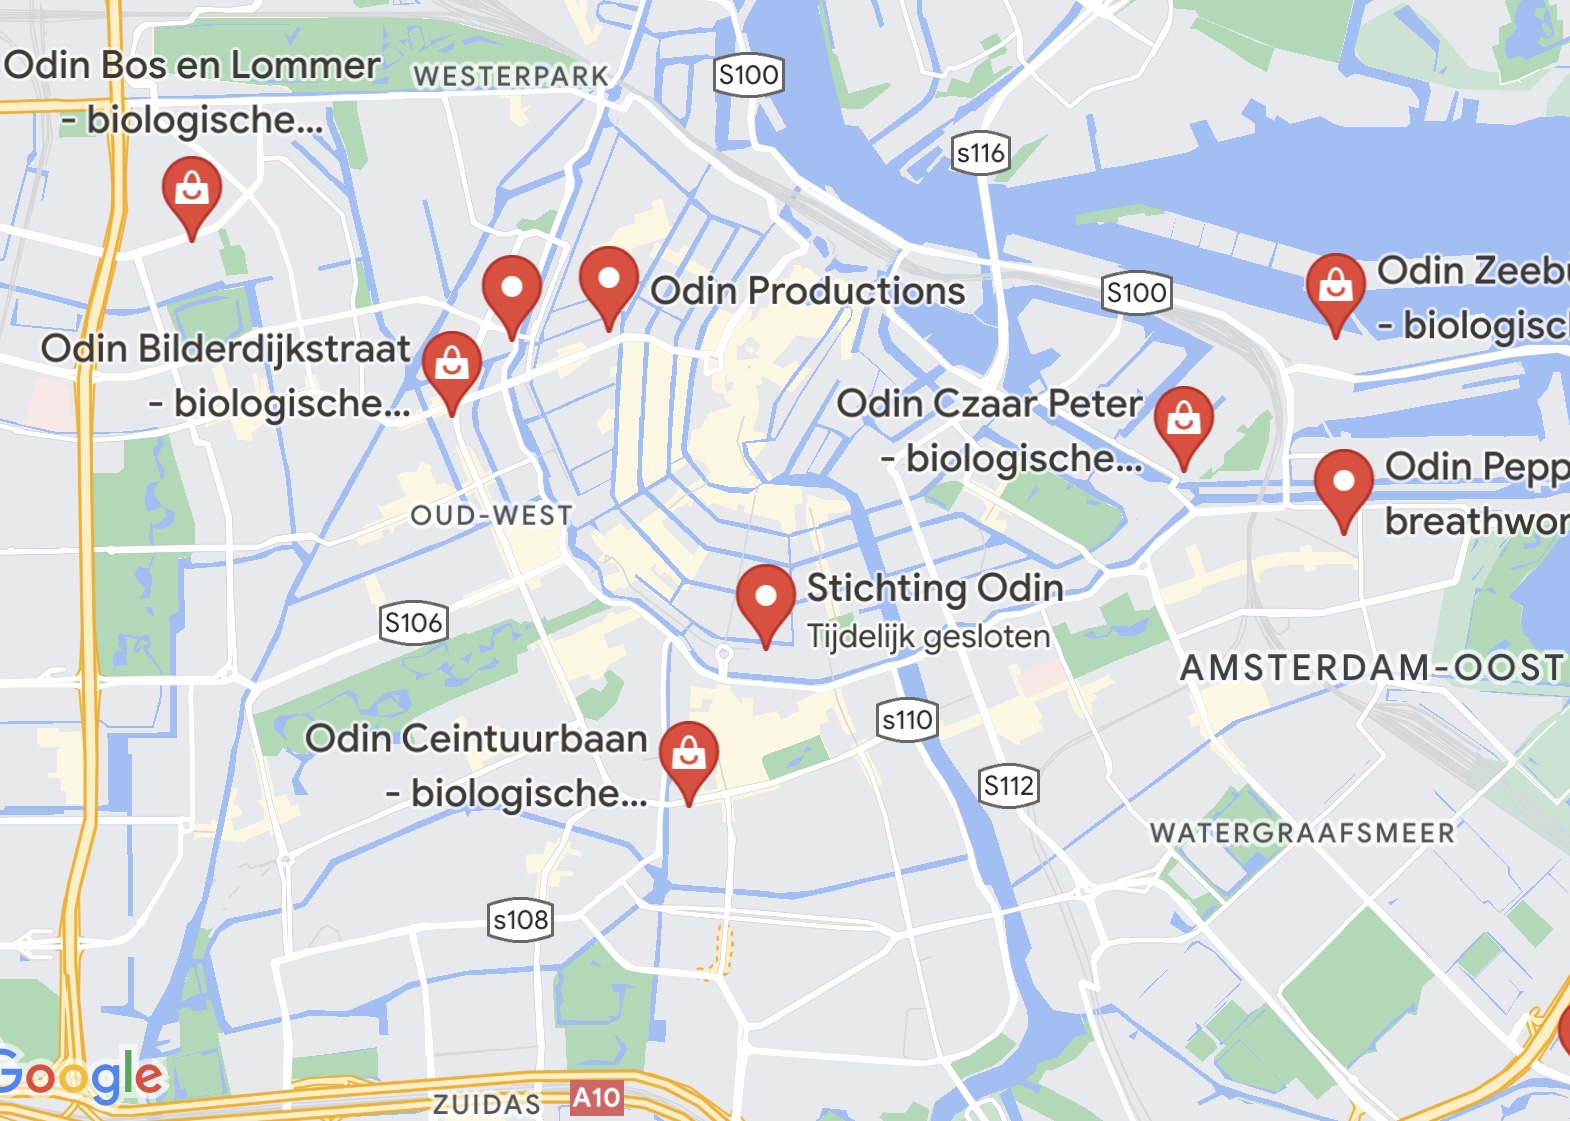 Odin Bos en Lommer
- biologische...
WESTERPARK
S100
s116
Odin Productions
S100
Odin Zeebu
- biologisch
Odin Bilderdijkstraat
- biologische...
Odin Czaar Peter
- biologische...
Odin Pepp
breathwor
OUD-WEST
S106
Stichting Odin
Tijdelijk gesloten
AMSTERDAM-OOST
s110
Odin Ceintuurbaan
- biologische...
S112
WATERGRAAFSMEER
s108
Google
ZUIDAS
A10